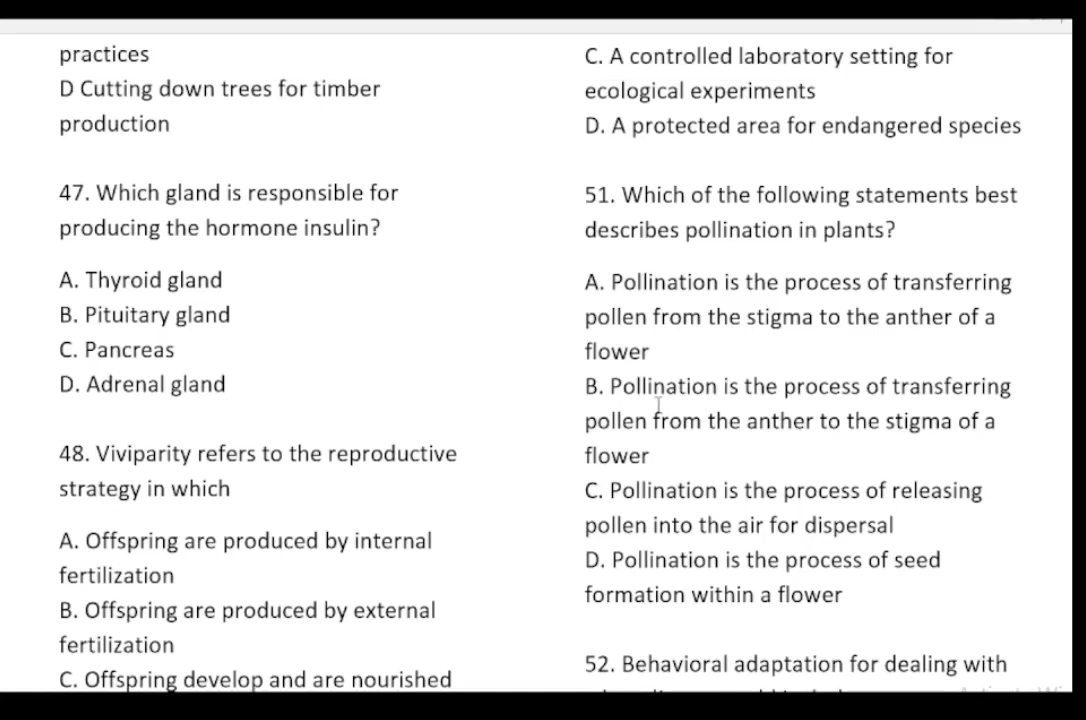 practices
D Cutting down trees for timber
production
47. Which gland is responsible for
producing the hormone insulin?
A. Thyroid gland
B. Pituitary gland
C. Pancreas
D. Adrenal gland
48. Viviparity refers to the reproductive
strategy in which
A. Offspring are produced by internal
fertilization
B. Offspring are produced by external
fertilization
C. Offspring develop and are nourished
C. A controlled laboratory setting for
ecological experiments
D. A protected area for endangered species
51. Which of the following statements best
describes pollination in plants?
A. Pollination is the process of transferring
pollen from the stigma to the anther of a
flower
B. Pollination is the process of transferring
pollen from the anther to the stigma of a
flower
C. Pollination is the process of releasing
pollen into the air for dispersal
D. Pollination is the process of seed
formation within a flower
52. Behavioral adaptation for dealing with